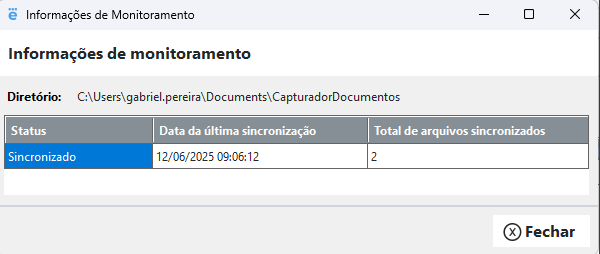 Informações de Monitoramento
Informações de monitoramento
Diretório: C:\Users\gabriel.pereira\Documents\CapturadorDocumentos
Status Data da última sincronização Total de arquivos sincronizados
Sincronizado 12/06/2025 09:06:12 2
Fechar